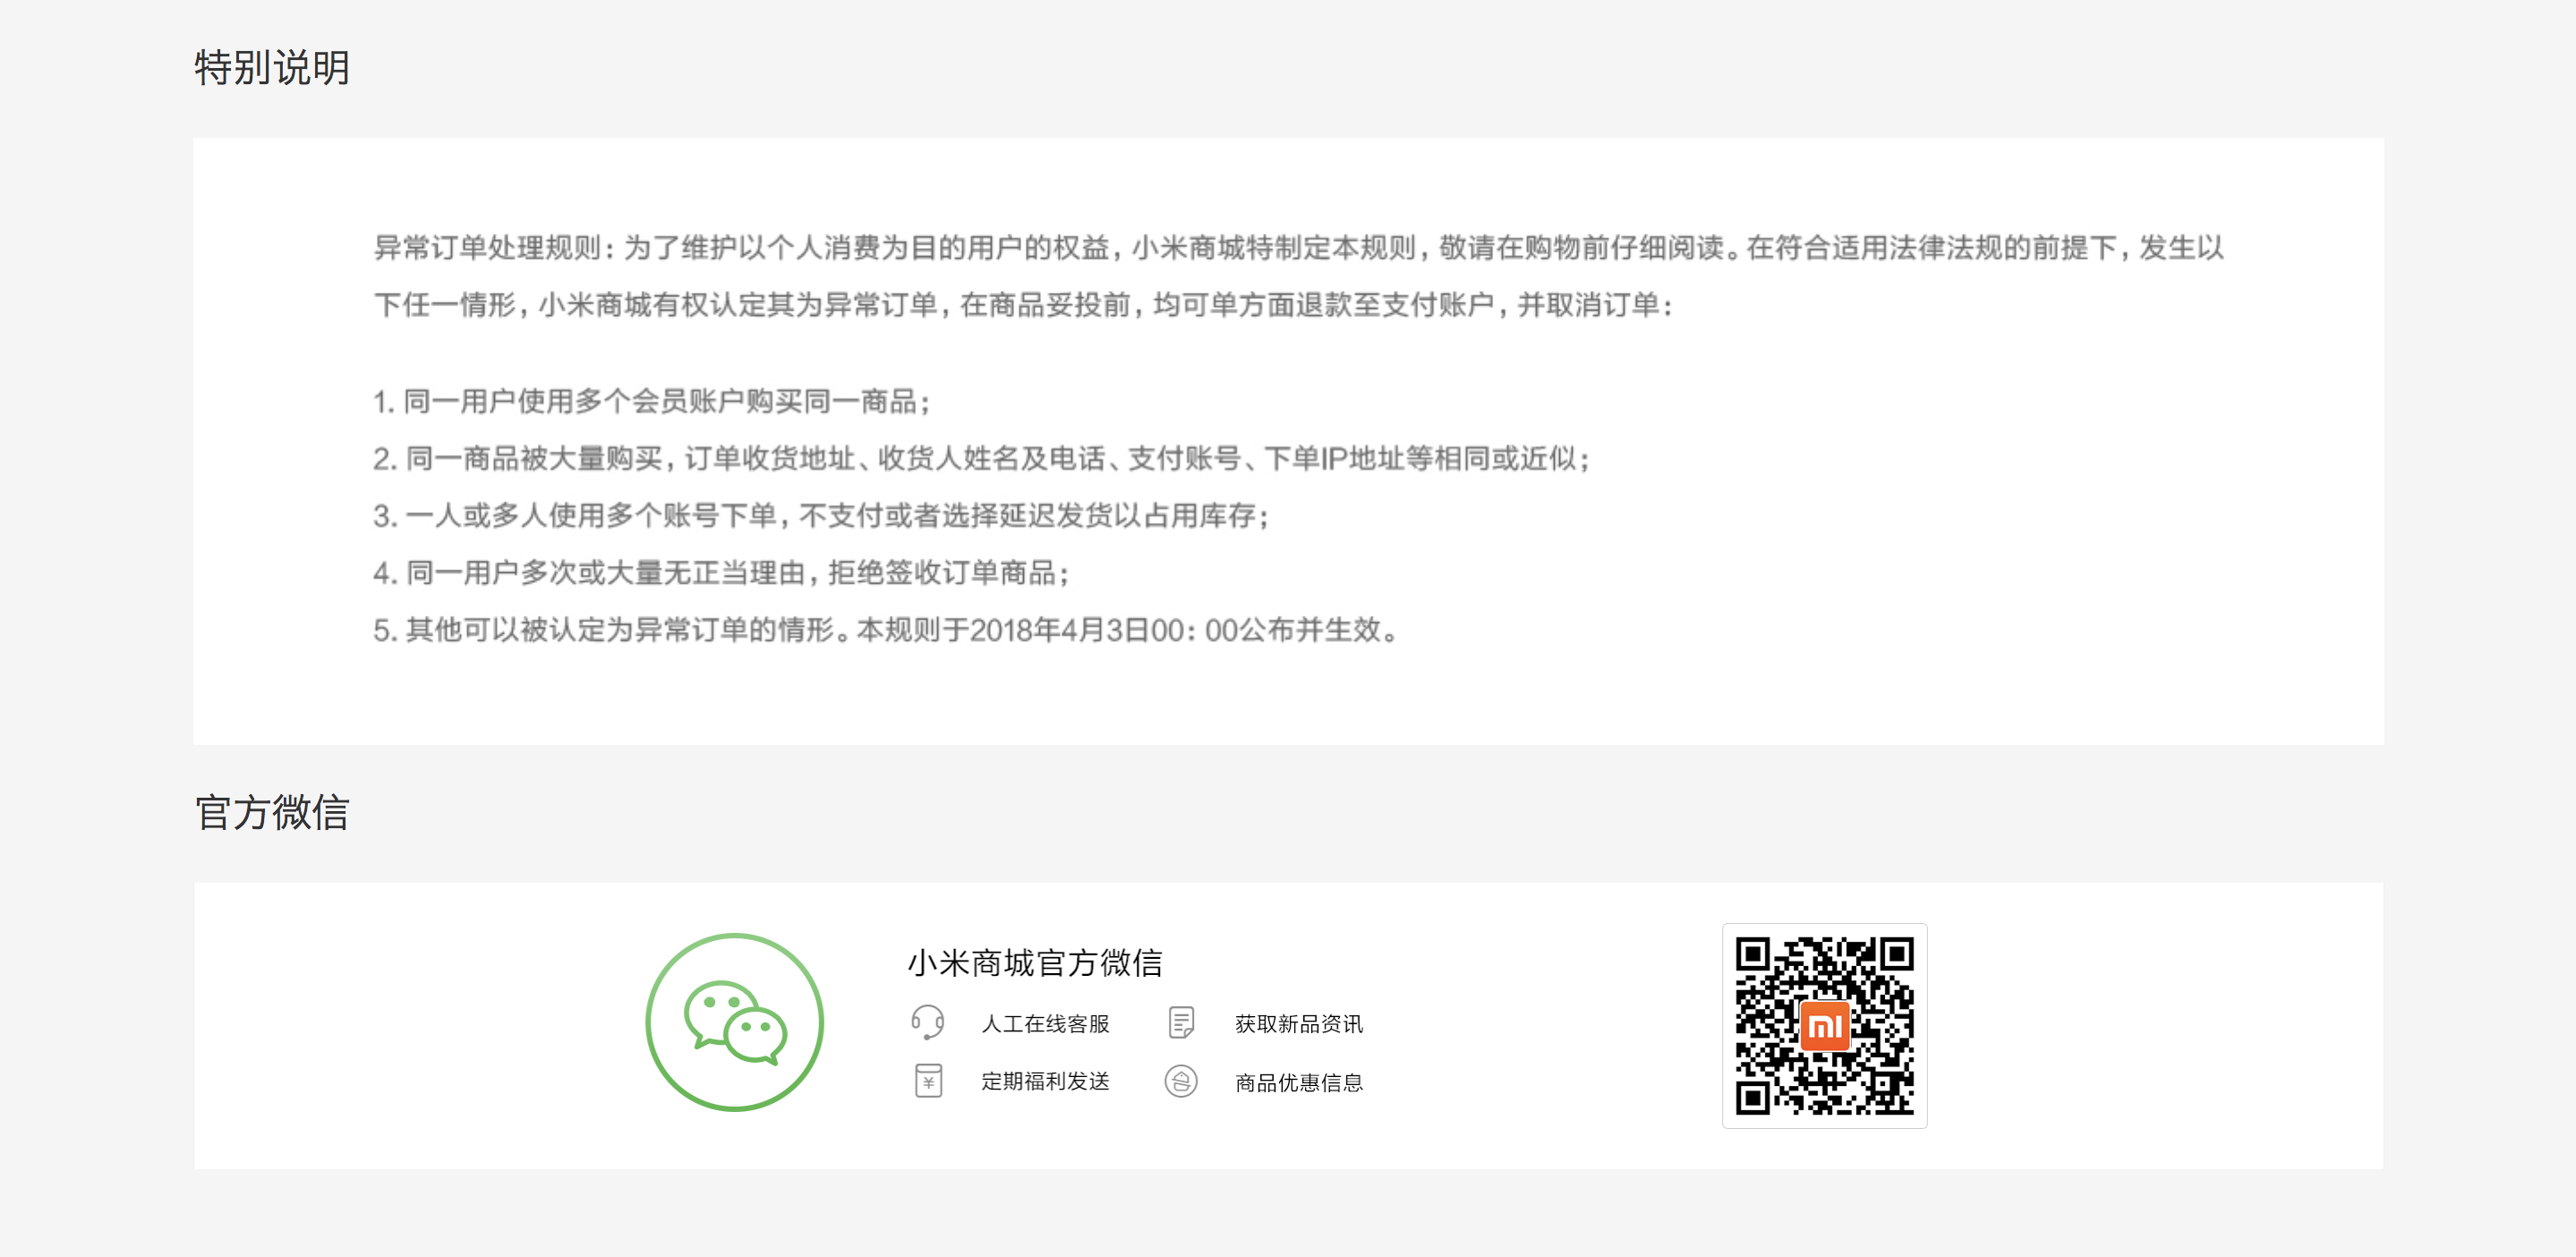 特别说明
异常订单处理规则：为了维护以个人消费为目的用户的权益，小米商城特制定本规则，敬请在购物前仔细阅读。在符合适用法律法规的前提下，发生以
下任一情形，小米商城有权认定其为异常订单，在商品妥投前，均可单方面退款至支付账户，并取消订单：
1. 同一用户使用多个会员账户购买同一商品；
2. 同一商品被大量购买，订单收货地址、收货人姓名及电话、支付账号、下单IP地址等相同或近似；
3. 一人或多人使用多个账号下单，不支付或者选择延迟发货以占用库存；
4. 同一用户多次或大量无正当理由，拒绝签收订单商品；
5. 其他可以被认定为异常订单的情形。本规则于2018年4月3日00：00公布并生效。
官方微信
小米商城官方微信
人工在线客服 获取新品资讯
¥ 定期福利发送 商品优惠信息
mi